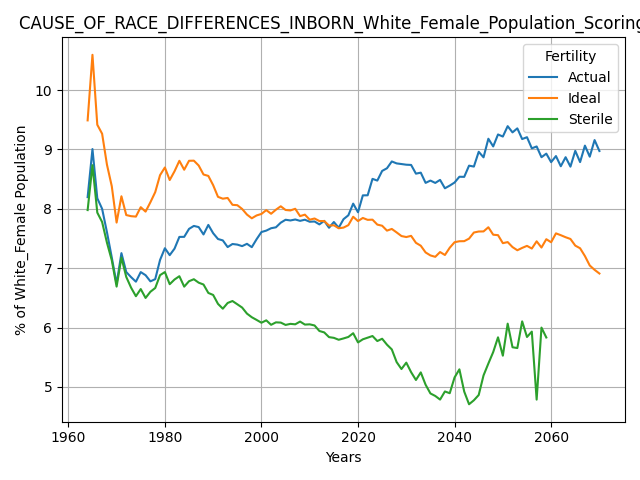 CAUSE_OF_RACE_DIFFERENCES_INBORN_White_Female_Population_Scoring
Fertility
Actual
Ideal
Sterile
% of White_Female Population
10
9
8
7
6
5
1960
1980
2000
2020
2040
2060
Years